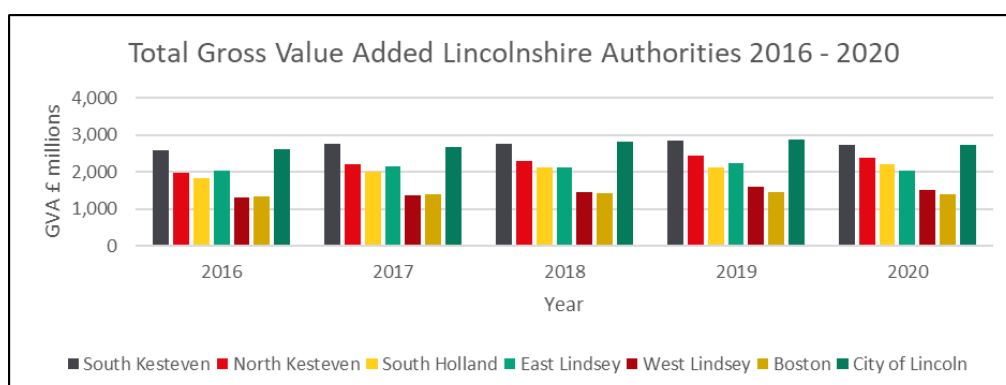 Total Gross Value Added Lincolnshire Authorities 2016 - 2020
4,000
3,000
2,000
1,000
0
GVA £ millions
2016 2017 2018 2019 2020
Year
South Kesteven North Kesteven South Holland East Lindsey West Lindsey Boston City of Lincoln